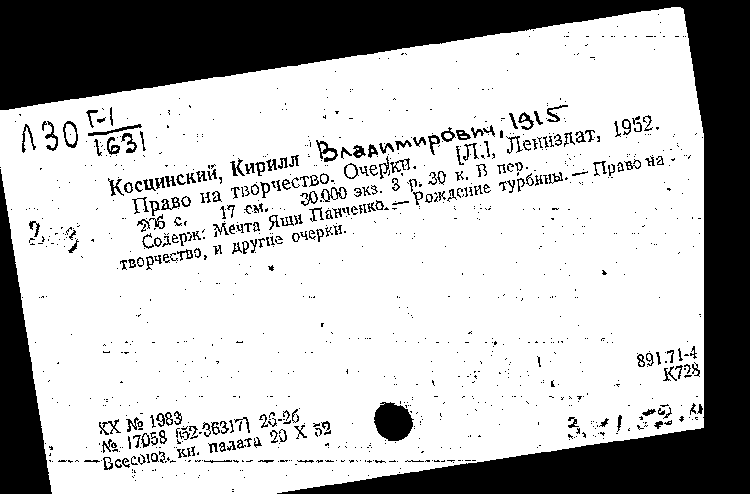 Л30 Г-1
1631
Косцинский, Кирилл Владимирович, 1915
Право на творчество. Очерки. [Л.], Лениздат, 1952.
206 с. 17 см. 30.000 экз. 3 р. 30 к. В пер.
Содерж: Мечта Яши Панченко. — Рождение турбины. — Право на
творчество, и другие очерки.
2
3
891.71-4
К728
XX № 1983
№ 17058 [52-36317] 26-26
Всесоюз. кн. палата 20 X 52